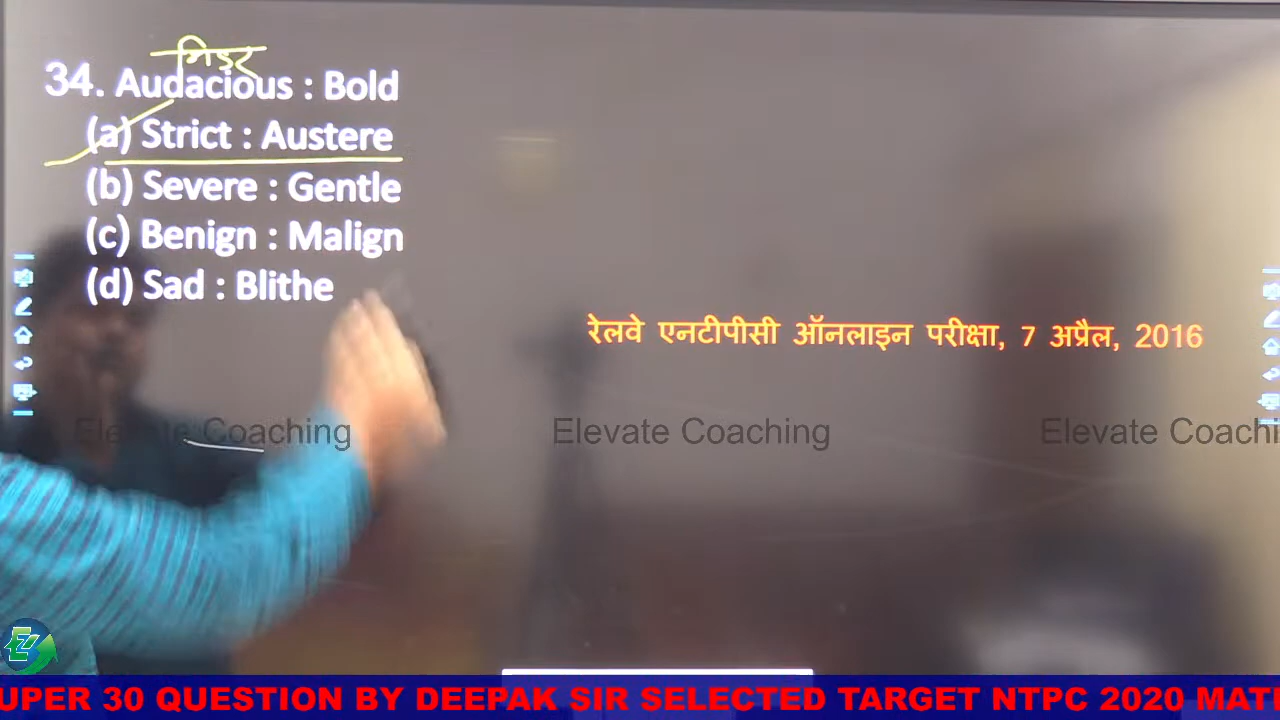 निडर
34. Audacious : Bold
(a) Strict : Austere
(b) Severe : Gentle
(c) Benign : Malign
(d) Sad : Blithe
रेलवे एनटीपीसी ऑनलाइन परीक्षा, 7 अप्रैल, 2016
Elevate Coaching Elevate Coaching Elevate Coachi
UPER 30 QUESTION BY DEEPAK SIR SELECTED TARGET NTPC 2020 MAT